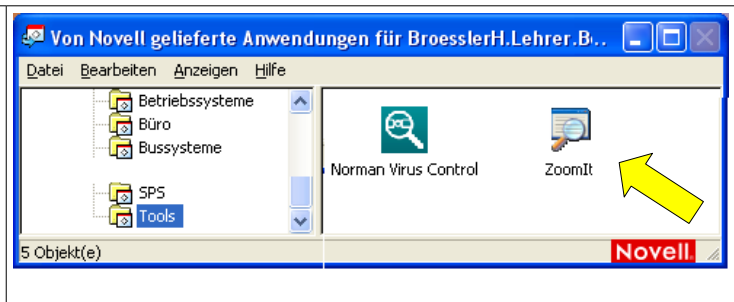 Von Novell gelieferte Anwendungen für BroesslerH.Lehrer.B..
Datei Bearbeiten Anzeigen Hilfe
Betriebssysteme
Büro
Bussysteme
SPS
Tools
Norman Virus Control
ZoomIt
5 Objekt(e)
Novell.